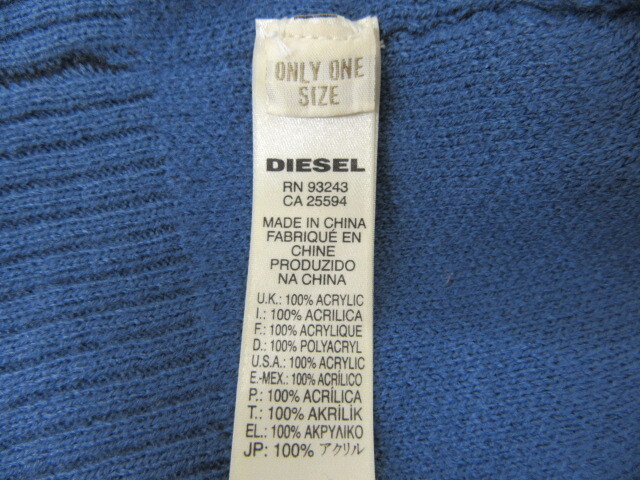 ONLY ONE
SIZE
DIESEL
RN 93243
CA 25594
MADE IN CHINA
FABRIQUÉ EN
CHINE
PRODUZIDO
NA CHINA
U.K.: 100% ACRYLIC
I.: 100% ACRILICA
F.: 100% ACRYLIQUE
D.: 100% POLYACRYL
U.S.A.: 100% ACRYLIC
E.-MEX.: 100% ACRÍLICO
P.: 100% ACRÍLICA
T.: 100% AKRİLİK
EL.: 100% ΑΚΡΥΛΙΚΟ
JP: 100% アクリル